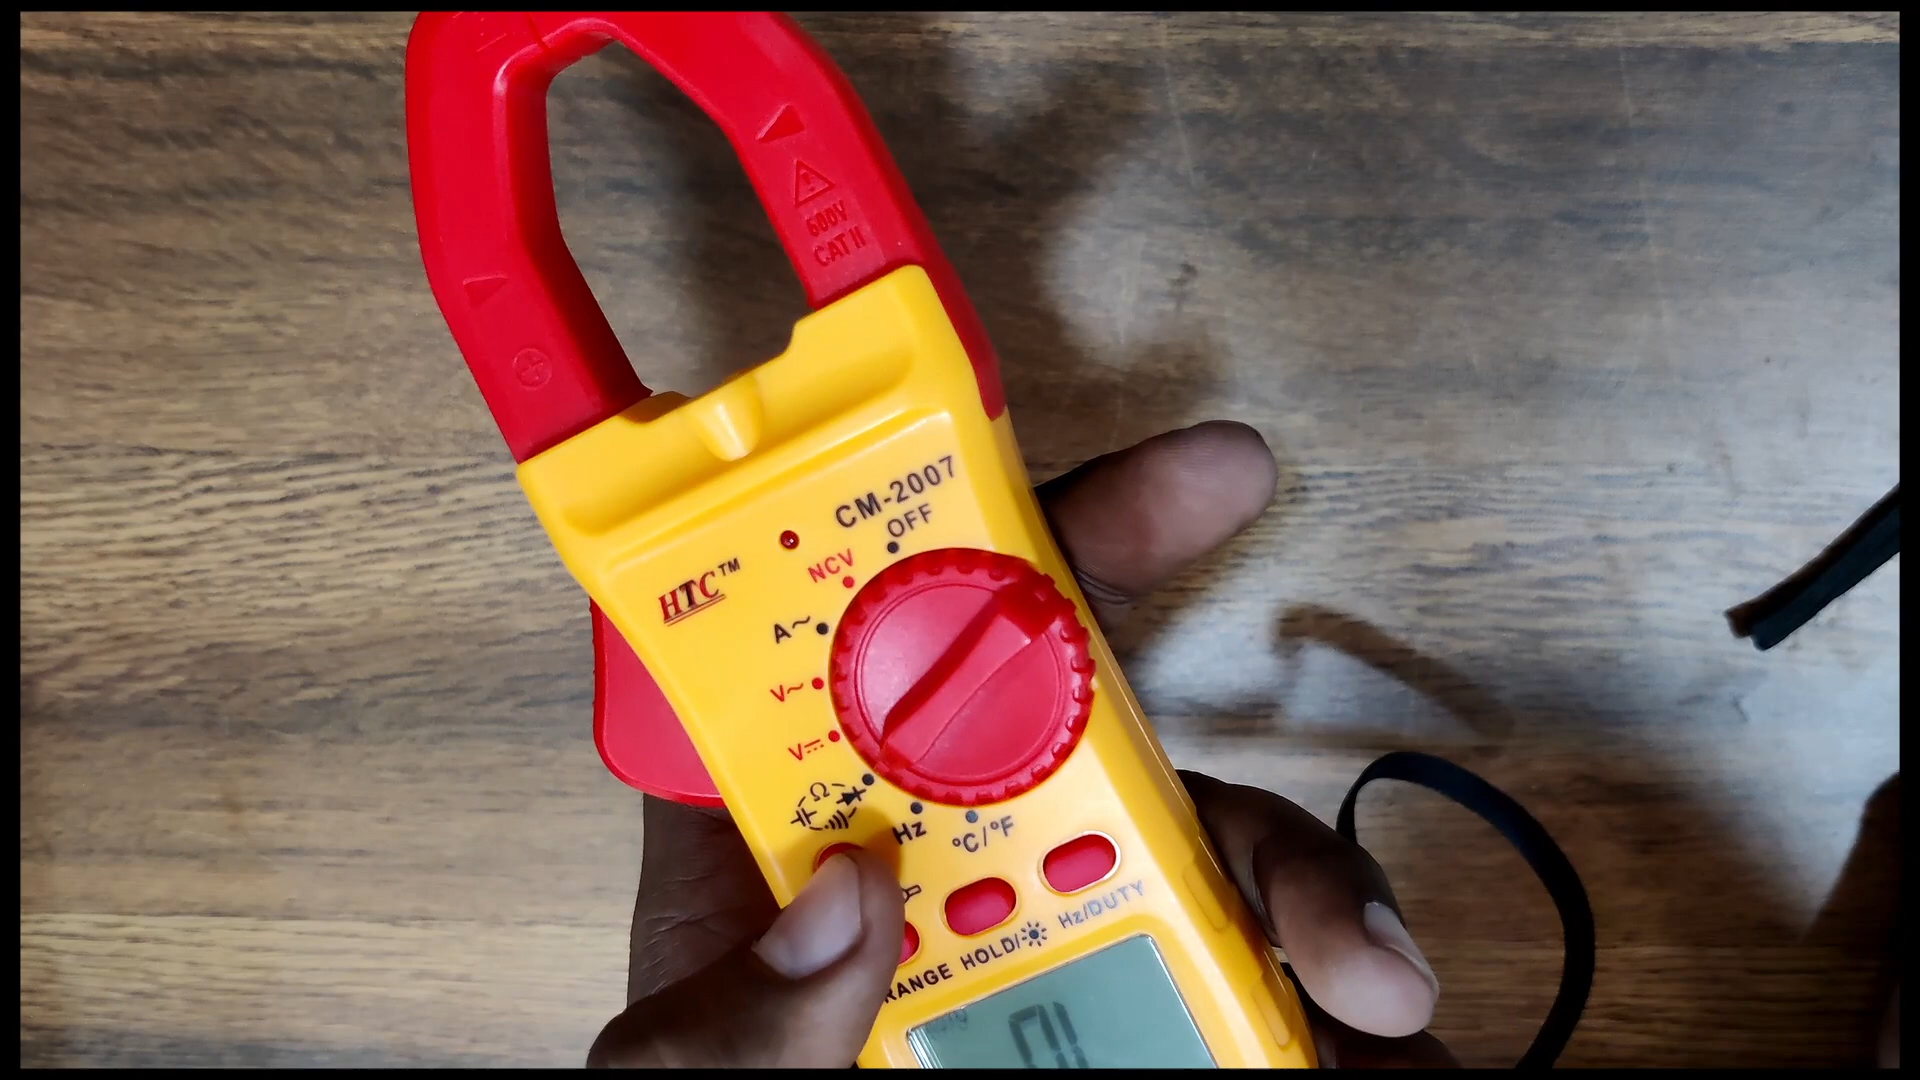 600V
CAT II
CM-2007
OFF
HTC™
NCV
A~
V~
V⎓
Ω
Hz
°C/°F
RANGE
HOLD/
Hz/DUTY